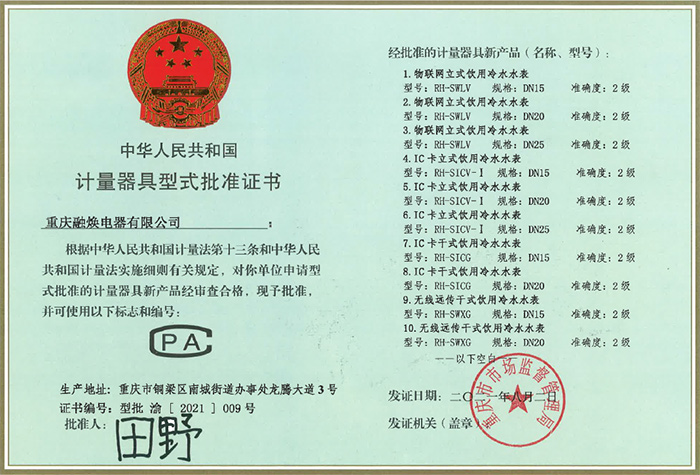 中华人民共和国
计量器具型式批准证书
重庆融焕电器有限公司：
根据中华人民共和国计量法第十三条和中华人民
共和国计量法实施细则有关规定，对你单位申请型
式批准的计量器具新产品经审查合格，现予批准，
并可使用以下标志和编号：
CPA
生产地址：重庆市铜梁区南城街道办事处龙腾大道3号
证书编号：型批 渝［2021］009号
批准人：田野
经批准的计量器具新产品（名称、型号）：
1.物联网立式饮用冷水水表
型号：RH-SWLV 规格：DN15 准确度：2级
2.物联网立式饮用冷水水表
型号：RH-SWLV 规格：DN20 准确度：2级
3.物联网立式饮用冷水水表
型号：RH-SWLV 规格：DN25 准确度：2级
4.IC卡立式饮用冷水水表
型号：RH-SICV-Ⅰ 规格：DN15 准确度：2级
5.IC卡立式饮用冷水水表
型号：RH-SICV-Ⅰ 规格：DN20 准确度：2级
6.IC卡立式饮用冷水水表
型号：RH-SICV-Ⅰ 规格：DN25 准确度：2级
7.IC卡干式饮用冷水水表
型号：RH-SICG 规格：DN15 准确度：2级
8.IC卡干式饮用冷水水表
型号：RH-SICG 规格：DN20 准确度：2级
9.无线远传干式饮用冷水水表
型号：RH-SWXG 规格：DN15 准确度：2级
10.无线远传干式饮用冷水水表
型号：RH-SWXG 规格：DN20 准确度：2级
——以下空白——
发证日期：二〇二一年八月二日
发证机关（盖章）
重庆市市场监督管理局